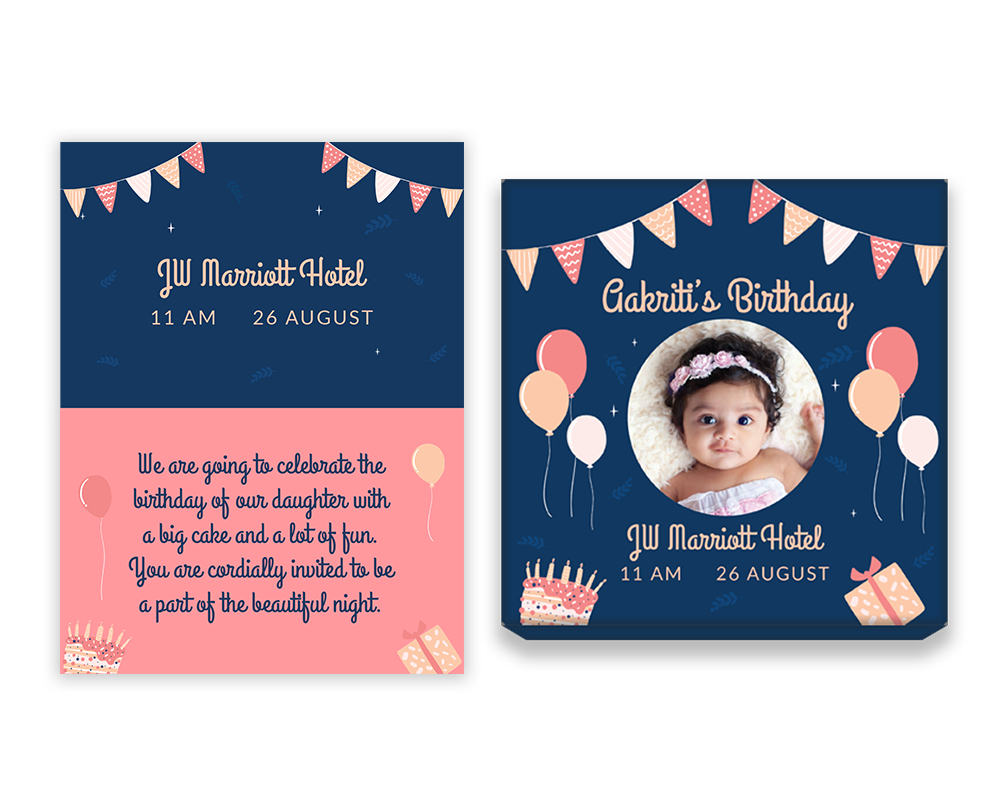 JW Marriott Hotel
11 AM 26 AUGUST
We are going to celebrate the
birthday of our daughter with
a big cake and a lot of fun.
You are cordially invited to be
a part of the beautiful night.
Aakriti's Birthday
JW Marriott Hotel
11 AM 26 AUGUST